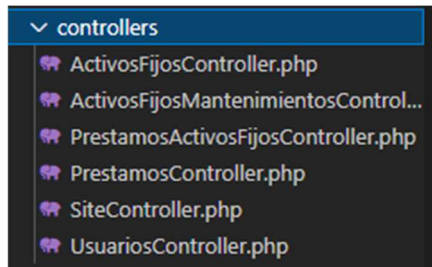 controllers
ActivosFijosController.php
ActivosFijosMantenimientosControl...
PrestamosActivosFijosController.php
PrestamosController.php
SiteController.php
UsuariosController.php